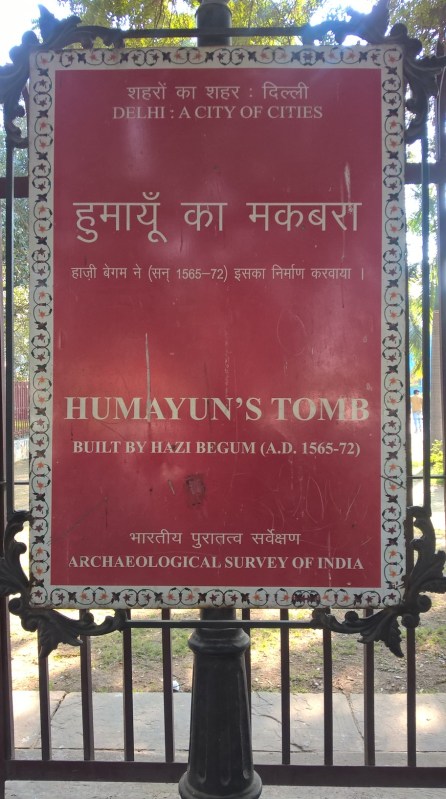 शहरों का शहर : दिल्ली
DELHI : A CITY OF CITIES
हुमायूँ का मकबरा
हाज़ी बेगम ने (सन् 1565–72) इसका निर्माण करवाया ।
HUMAYUN'S TOMB
BUILT BY HAZI BEGUM (A.D. 1565-72)
भारतीय पुरातत्व सर्वेक्षण
ARCHAEOLOGICAL SURVEY OF INDIA